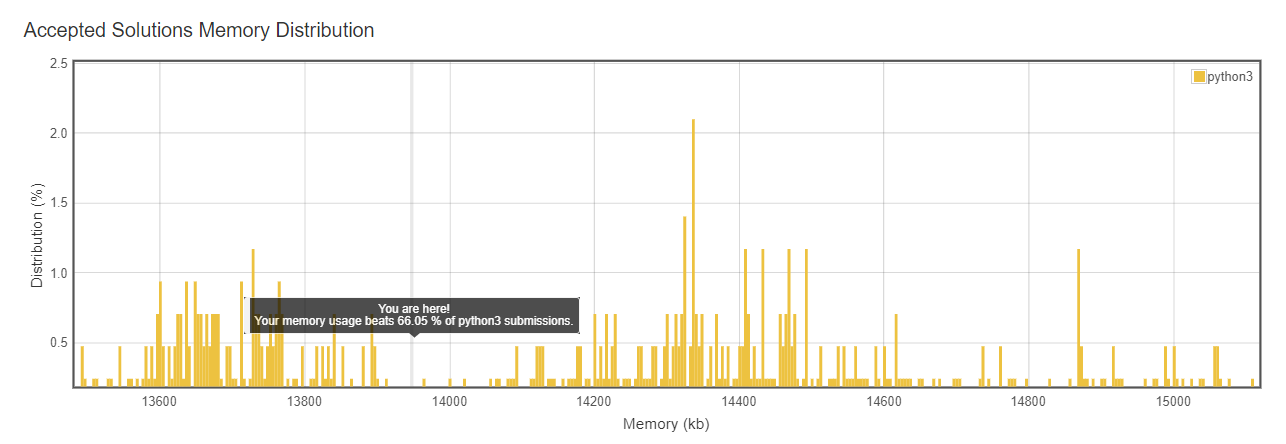 Accepted Solutions Memory Distribution
2.5
python3
2.0
Distribution (%)
1.5
1.0
You are here!
Your memory usage beats 66.05 % of python3 submissions.
0.5
13600 13800 14000 14200 14400 14600 14800 15000
Memory (kb)